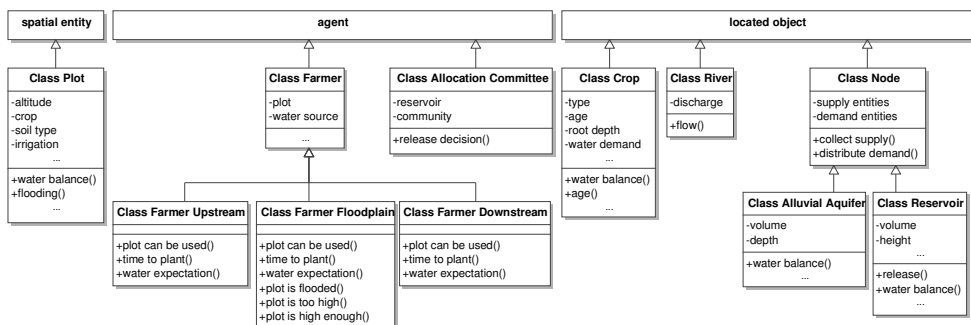 spatial entity
agent
located object
Class Plot
-altitude
-crop
-soil type
-irrigation
...
+water balance()
+flooding()
...
Class Farmer
-plot
-water source
...
Class Allocation Committee
-reservoir
-community
+release decision()
Class Crop
-type
-age
-root depth
-water demand
...
+water balance()
+age()
...
Class River
-discharge
+flow()
Class Node
-supply entities
-demand entities
+collect supply()
+distribute demand()
Class Farmer Upstream
+plot can be used()
+time to plant()
+water expectation()
Class Farmer Floodplain
+plot can be used()
+time to plant()
+water expectation()
+plot is flooded()
+plot is too high()
+plot is high enough()
Class Farmer Downstream
+plot can be used()
+time to plant()
+water expectation()
Class Alluvial Aquifer
-volume
-depth
+water balance()
...
Class Reservoir
-volume
-height
...
+release()
+water balance()
...